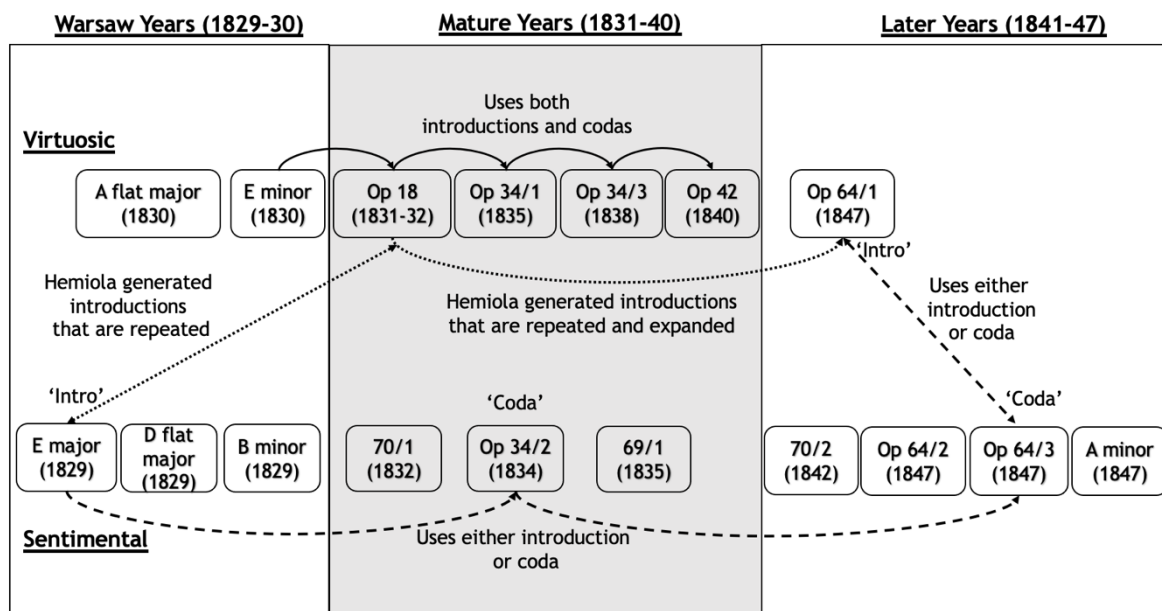 Warsaw Years (1829-30)
Mature Years (1831-40)
Later Years (1841-47)
Uses both
introductions and codas
Virtuosic
A flat major
(1830)
E minor
(1830)
Op 18
(1831-32)
Op 34/1
(1835)
Op 34/3
(1838)
Op 42
(1840)
Op 64/1
(1847)
‘Intro’
Hemiola generated
introductions
that are repeated
Hemiola generated introductions
that are repeated and expanded
Uses either
introduction
or coda
‘Intro’
‘Coda’
‘Coda’
E major
(1829)
D flat
major
(1829)
B minor
(1829)
70/1
(1832)
Op 34/2
(1834)
69/1
(1835)
70/2
(1842)
Op 64/2
(1847)
Op 64/3
(1847)
A minor
(1847)
Sentimental
Uses either introduction
or coda